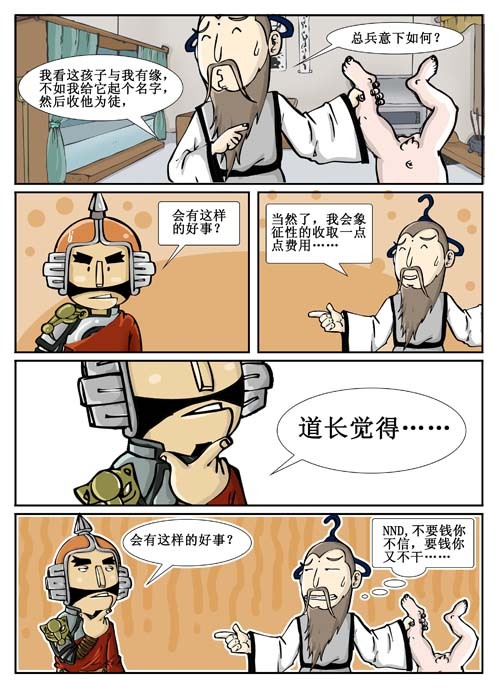 我看这孩子与我有缘,
不如我给它起个名字,
然后收他为徒,
总兵意下如何?
会有这样
的好事?
当然了,我会象
征性的收取一点
点费用……
道长觉得……
会有这样的好事?
NND,不要钱你
不信,要钱你
又不干……